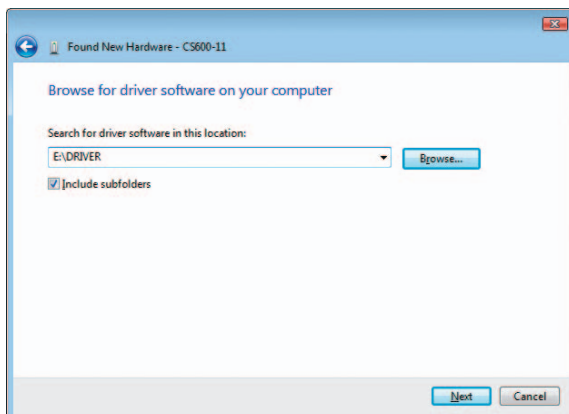 Found New Hardware - CS600-11
Browse for driver software on your computer
Search for driver software in this location:
E:\DRIVER
Browse...
Include subfolders
Next
Cancel